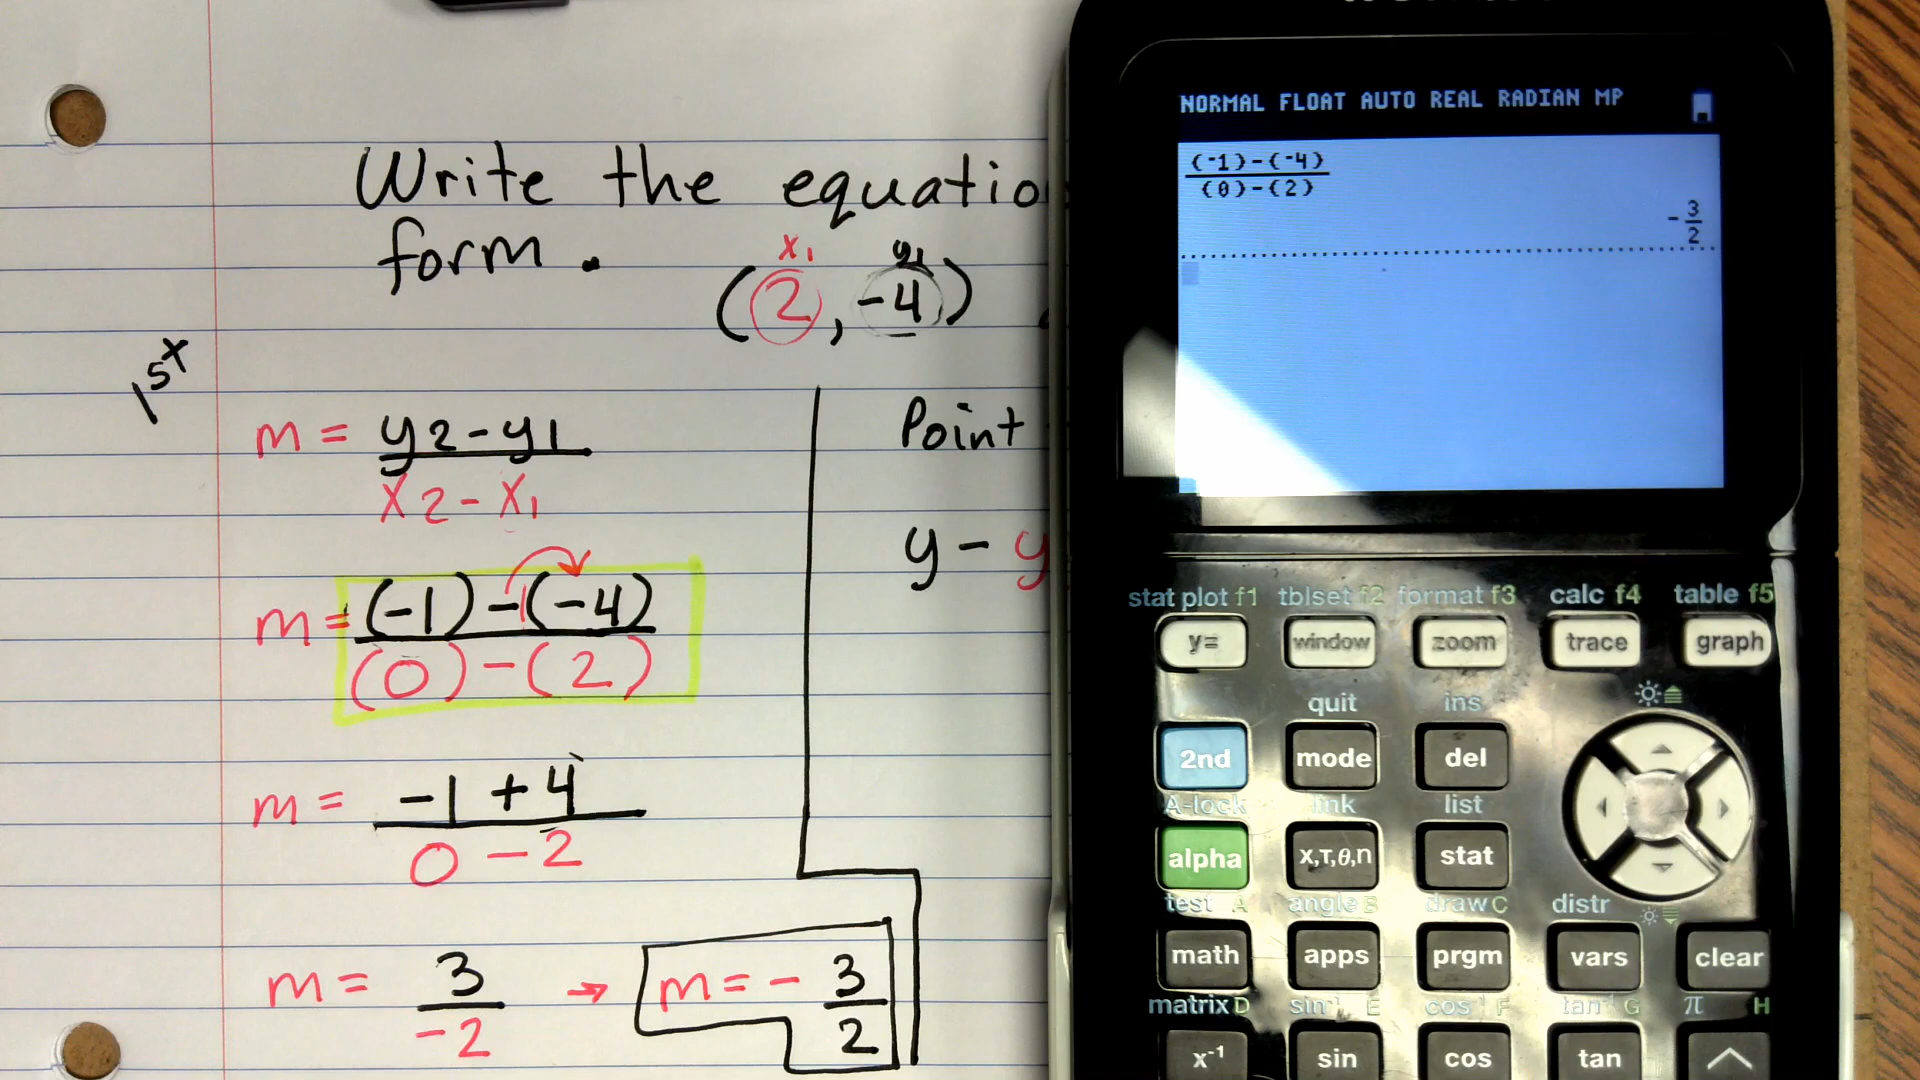 Write the equatio
form.
x1 y1
(2, -4)
1st
m = y2-y1
x2-x1
Point
y - y
m = (-1)-(-4)
(0)-(2)
m = -1+4
0-2
m = 3
-2
→ m = - 3
2
NORMAL FLOAT AUTO REAL RADIAN MP
(-1)-(-4)
(0)-(2)
- 3
2
stat plot f1 tblset f2 format f3 calc f4 table f5
y= window zoom trace graph
quit ins
2nd mode del
A-lock link list
alpha x,T,θ,n stat
test A angle B draw C distr
math apps prgm vars clear
matrix D sin⁻¹ E cos⁻¹ F tan⁻¹ G π H
x⁻¹ sin cos tan ^